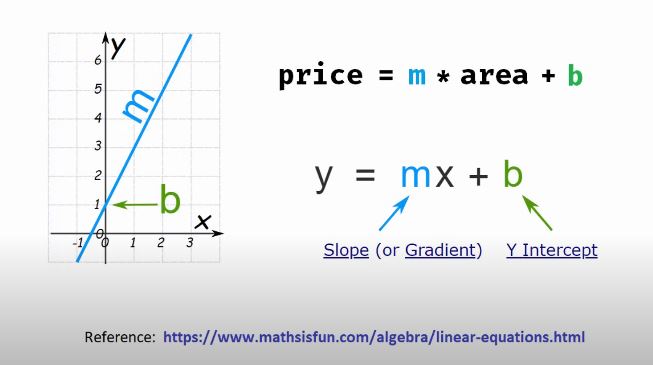 y
6
5
4
3
2
1
0
-1 0 1 2 3
x
m
b
price = m * area + b
y = mx + b
Slope (or Gradient) Y Intercept
Reference: https://www.mathsisfun.com/algebra/linear-equations.html